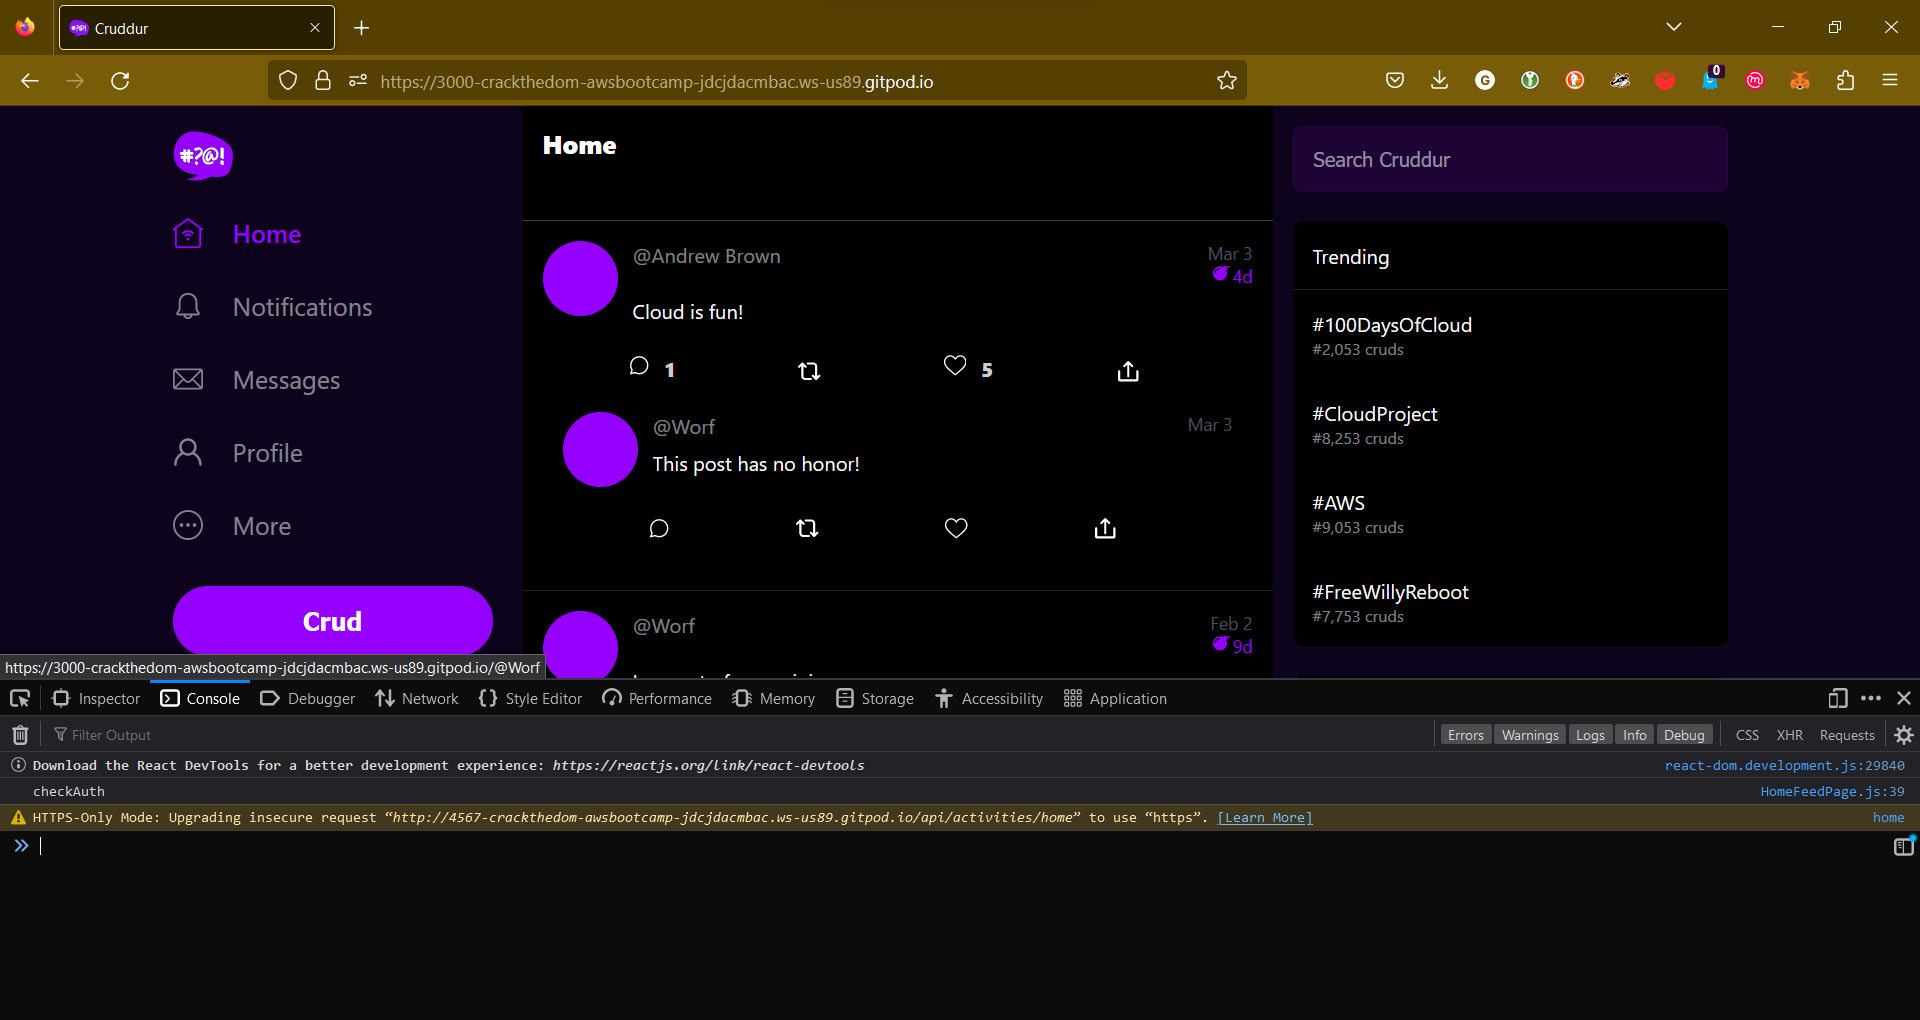 Cruddur
https://3000-crackthedom-awsbootcamp-jdcjdacmbac.ws-us89.gitpod.io
G
0
m
#?@!
Home
Notifications
Messages
Profile
More
Crud
Home
@Andrew Brown
Mar 3
4d
Cloud is fun!
1
5
@Worf
Mar 3
This post has no honor!
@Worf
Feb 2
9d
Search Cruddur
Trending
#100DaysOfCloud
#2,053 cruds
#CloudProject
#8,253 cruds
#AWS
#9,053 cruds
#FreeWillyReboot
#7,753 cruds
https://3000-crackthedom-awsbootcamp-jdcjdacmbac.ws-us89.gitpod.io/@Worf
Inspector Console Debugger Network Style Editor Performance Memory Storage Accessibility Application
Filter Output Errors Warnings Logs Info Debug CSS XHR Requests
Download the React DevTools for a better development experience: https://reactjs.org/link/react-devtools react-dom.development.js:29840
checkAuth HomeFeedPage.js:39
HTTPS-Only Mode: Upgrading insecure request “http://4567-crackthedom-awsbootcamp-jdcjdacmbac.ws-us89.gitpod.io/api/activities/home” to use “https”. [Learn More] home